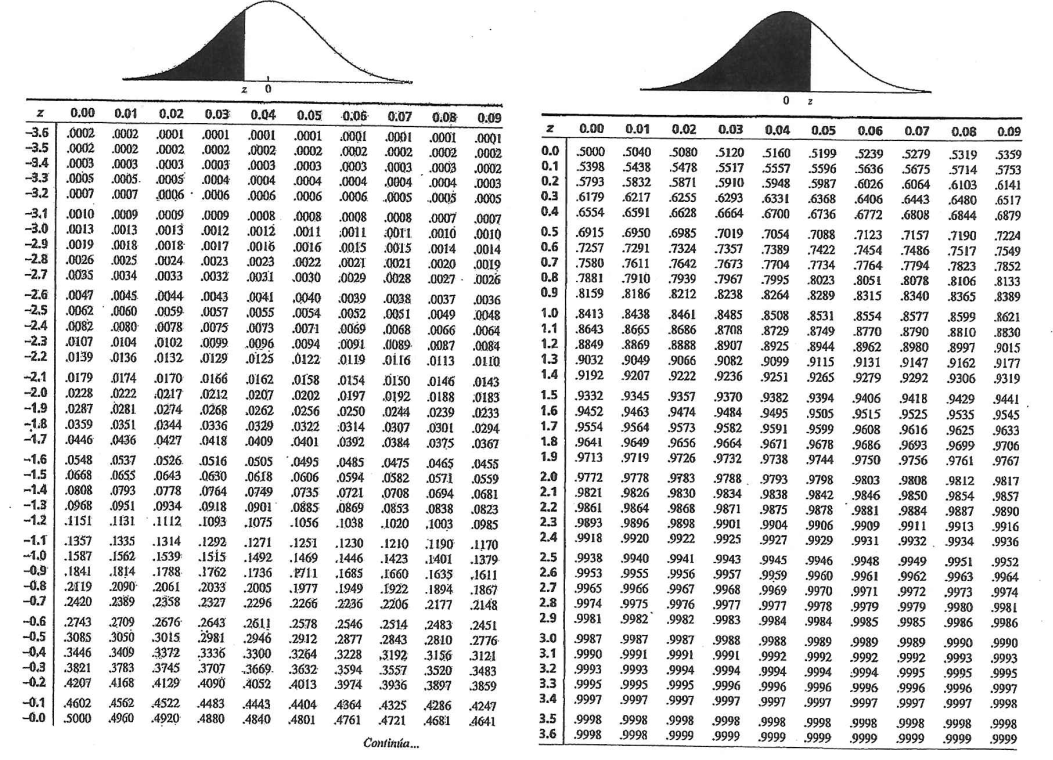 z 0
z 0.00 0.01 0.02 0.03 0.04 0.05 0.06 0.07 0.08 0.09
−3.6 .0002 .0002 .0001 .0001 .0001 .0001 .0001 .0001 .0001 .0001
−3.5 .0002 .0002 .0002 .0002 .0002 .0002 .0002 .0002 .0002 .0002
−3.4 .0003 .0003 .0003 .0003 .0003 .0003 .0003 .0003 .0003 .0002
−3.3 .0005 .0005 .0005 .0004 .0004 .0004 .0004 .0004 .0004 .0003
−3.2 .0007 .0007 .0006 .0006 .0006 .0006 .0006 .0005 .0005 .0005
−3.1 .0010 .0009 .0009 .0009 .0008 .0008 .0008 .0008 .0007 .0007
−3.0 .0013 .0013 .0013 .0012 .0012 .0011 .0011 .0011 .0010 .0010
−2.9 .0019 .0018 .0018 .0017 .0016 .0016 .0015 .0015 .0014 .0014
−2.8 .0026 .0025 .0024 .0023 .0023 .0022 .0021 .0021 .0020 .0019
−2.7 .0035 .0034 .0033 .0032 .0031 .0030 .0029 .0028 .0027 .0026
−2.6 .0047 .0045 .0044 .0043 .0041 .0040 .0039 .0038 .0037 .0036
−2.5 .0062 .0060 .0059 .0057 .0055 .0054 .0052 .0051 .0049 .0048
−2.4 .0082 .0080 .0078 .0075 .0073 .0071 .0069 .0068 .0066 .0064
−2.3 .0107 .0104 .0102 .0099 .0096 .0094 .0091 .0089 .0087 .0084
−2.2 .0139 .0136 .0132 .0129 .0125 .0122 .0119 .0116 .0113 .0110
−2.1 .0179 .0174 .0170 .0166 .0162 .0158 .0154 .0150 .0146 .0143
−2.0 .0228 .0222 .0217 .0212 .0207 .0202 .0197 .0192 .0188 .0183
−1.9 .0287 .0281 .0274 .0268 .0262 .0256 .0250 .0244 .0239 .0233
−1.8 .0359 .0351 .0344 .0336 .0329 .0322 .0314 .0307 .0301 .0294
−1.7 .0446 .0436 .0427 .0418 .0409 .0401 .0392 .0384 .0375 .0367
−1.6 .0548 .0537 .0526 .0516 .0505 .0495 .0485 .0475 .0465 .0455
−1.5 .0668 .0655 .0643 .0630 .0618 .0606 .0594 .0582 .0571 .0559
−1.4 .0808 .0793 .0778 .0764 .0749 .0735 .0721 .0708 .0694 .0681
−1.3 .0968 .0951 .0934 .0918 .0901 .0885 .0869 .0853 .0838 .0823
−1.2 .1151 .1131 .1112 .1093 .1075 .1056 .1038 .1020 .1003 .0985
−1.1 .1357 .1335 .1314 .1292 .1271 .1251 .1230 .1210 .1190 .1170
−1.0 .1587 .1562 .1539 .1515 .1492 .1469 .1446 .1423 .1401 .1379
−0.9 .1841 .1814 .1788 .1762 .1736 .1711 .1685 .1660 .1635 .1611
−0.8 .2119 .2090 .2061 .2033 .2005 .1977 .1949 .1922 .1894 .1867
−0.7 .2420 .2389 .2358 .2327 .2296 .2266 .2236 .2206 .2177 .2148
−0.6 .2743 .2709 .2676 .2643 .2611 .2578 .2546 .2514 .2483 .2451
−0.5 .3085 .3050 .3015 .2981 .2946 .2912 .2877 .2843 .2810 .2776
−0.4 .3446 .3409 .3372 .3336 .3300 .3264 .3228 .3192 .3156 .3121
−0.3 .3821 .3783 .3745 .3707 .3669 .3632 .3594 .3557 .3520 .3483
−0.2 .4207 .4168 .4129 .4090 .4052 .4013 .3974 .3936 .3897 .3859
−0.1 .4602 .4562 .4522 .4483 .4443 .4404 .4364 .4325 .4286 .4247
−0.0 .5000 .4960 .4920 .4880 .4840 .4801 .4761 .4721 .4681 .4641
Continúa...
0 z
z 0.00 0.01 0.02 0.03 0.04 0.05 0.06 0.07 0.08 0.09
0.0 .5000 .5040 .5080 .5120 .5160 .5199 .5239 .5279 .5319 .5359
0.1 .5398 .5438 .5478 .5517 .5557 .5596 .5636 .5675 .5714 .5753
0.2 .5793 .5832 .5871 .5910 .5948 .5987 .6026 .6064 .6103 .6141
0.3 .6179 .6217 .6255 .6293 .6331 .6368 .6406 .6443 .6480 .6517
0.4 .6554 .6591 .6628 .6664 .6700 .6736 .6772 .6808 .6844 .6879
0.5 .6915 .6950 .6985 .7019 .7054 .7088 .7123 .7157 .7190 .7224
0.6 .7257 .7291 .7324 .7357 .7389 .7422 .7454 .7486 .7517 .7549
0.7 .7580 .7611 .7642 .7673 .7704 .7734 .7764 .7794 .7823 .7852
0.8 .7881 .7910 .7939 .7967 .7995 .8023 .8051 .8078 .8106 .8133
0.9 .8159 .8186 .8212 .8238 .8264 .8289 .8315 .8340 .8365 .8389
1.0 .8413 .8438 .8461 .8485 .8508 .8531 .8554 .8577 .8599 .8621
1.1 .8643 .8665 .8686 .8708 .8729 .8749 .8770 .8790 .8810 .8830
1.2 .8849 .8869 .8888 .8907 .8925 .8944 .8962 .8980 .8997 .9015
1.3 .9032 .9049 .9066 .9082 .9099 .9115 .9131 .9147 .9162 .9177
1.4 .9192 .9207 .9222 .9236 .9251 .9265 .9279 .9292 .9306 .9319
1.5 .9332 .9345 .9357 .9370 .9382 .9394 .9406 .9418 .9429 .9441
1.6 .9452 .9463 .9474 .9484 .9495 .9505 .9515 .9525 .9535 .9545
1.7 .9554 .9564 .9573 .9582 .9591 .9599 .9608 .9616 .9625 .9633
1.8 .9641 .9649 .9656 .9664 .9671 .9678 .9686 .9693 .9699 .9706
1.9 .9713 .9719 .9726 .9732 .9738 .9744 .9750 .9756 .9761 .9767
2.0 .9772 .9778 .9783 .9788 .9793 .9798 .9803 .9808 .9812 .9817
2.1 .9821 .9826 .9830 .9834 .9838 .9842 .9846 .9850 .9854 .9857
2.2 .9861 .9864 .9868 .9871 .9875 .9878 .9881 .9884 .9887 .9890
2.3 .9893 .9896 .9898 .9901 .9904 .9906 .9909 .9911 .9913 .9916
2.4 .9918 .9920 .9922 .9925 .9927 .9929 .9931 .9932 .9934 .9936
2.5 .9938 .9940 .9941 .9943 .9945 .9946 .9948 .9949 .9951 .9952
2.6 .9953 .9955 .9956 .9957 .9959 .9960 .9961 .9962 .9963 .9964
2.7 .9965 .9966 .9967 .9968 .9969 .9970 .9971 .9972 .9973 .9974
2.8 .9974 .9975 .9976 .9977 .9977 .9978 .9979 .9979 .9980 .9981
2.9 .9981 .9982 .9982 .9983 .9984 .9984 .9985 .9985 .9986 .9986
3.0 .9987 .9987 .9987 .9988 .9988 .9989 .9989 .9989 .9990 .9990
3.1 .9990 .9991 .9991 .9991 .9992 .9992 .9992 .9992 .9993 .9993
3.2 .9993 .9993 .9994 .9994 .9994 .9994 .9994 .9995 .9995 .9995
3.3 .9995 .9995 .9995 .9996 .9996 .9996 .9996 .9996 .9996 .9997
3.4 .9997 .9997 .9997 .9997 .9997 .9997 .9997 .9997 .9997 .9998
3.5 .9998 .9998 .9998 .9998 .9998 .9998 .9998 .9998 .9998 .9998
3.6 .9998 .9998 .9999 .9999 .9999 .9999 .9999 .9999 .9999 .9999